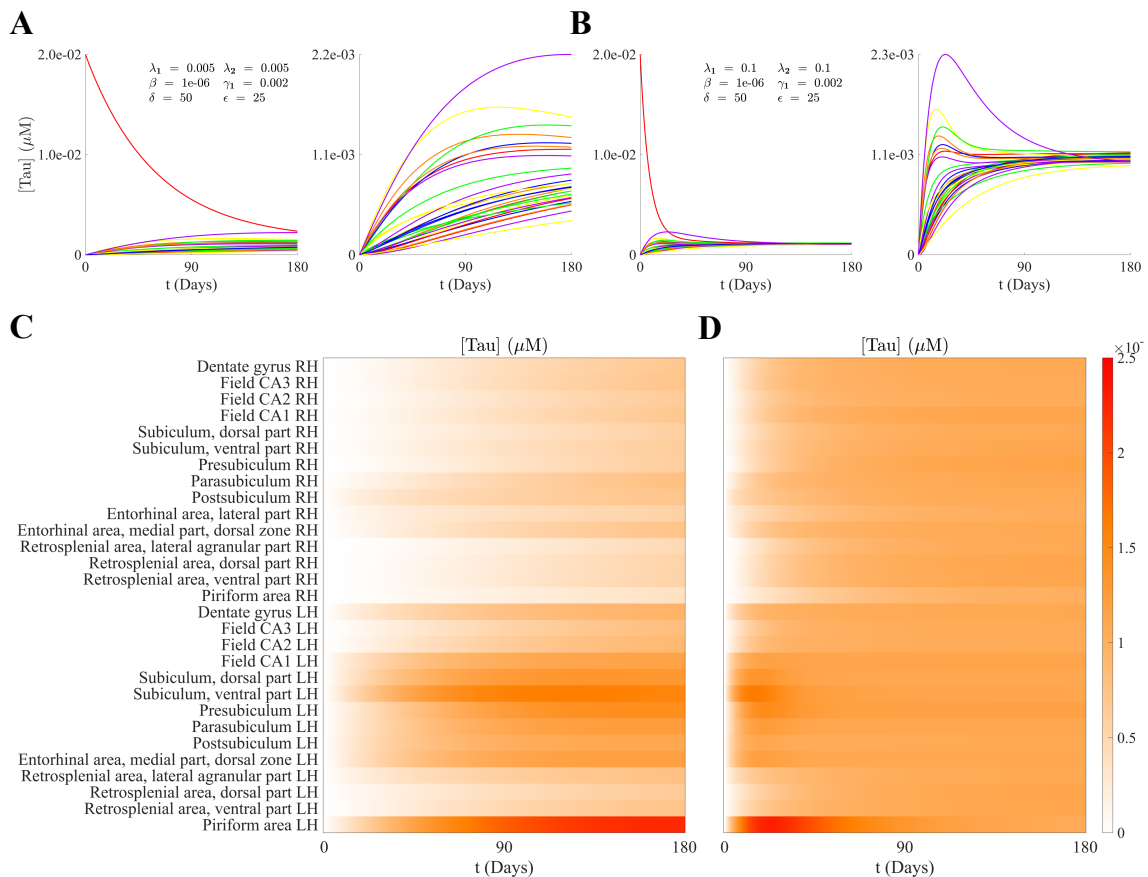 A
B
2.0e-02
1.0e-02
0
[Tau] (μM)
λ1 = 0.005 λ2 = 0.005
β = 1e-06 γ1 = 0.002
δ = 50 ϵ = 25
0 90 180
t (Days)
2.2e-03
1.1e-03
0
0 90 180
t (Days)
2.0e-02
1.0e-02
0
λ1 = 0.1 λ2 = 0.1
β = 1e-06 γ1 = 0.002
δ = 50 ϵ = 25
0 90 180
t (Days)
2.3e-03
1.1e-03
0
0 90 180
t (Days)
C
[Tau] (μM)
Dentate gyrus RH
Field CA3 RH
Field CA2 RH
Field CA1 RH
Subiculum, dorsal part RH
Subiculum, ventral part RH
Presubiculum RH
Parasubiculum RH
Postsubiculum RH
Entorhinal area, lateral part RH
Entorhinal area, medial part, dorsal zone RH
Retrosplenial area, lateral agranular part RH
Retrosplenial area, dorsal part RH
Retrosplenial area, ventral part RH
Piriform area RH
Dentate gyrus LH
Field CA3 LH
Field CA2 LH
Field CA1 LH
Subiculum, dorsal part LH
Subiculum, ventral part LH
Presubiculum LH
Parasubiculum LH
Postsubiculum LH
Entorhinal area, medial part, dorsal zone LH
Retrosplenial area, lateral agranular part LH
Retrosplenial area, dorsal part LH
Retrosplenial area, ventral part LH
Piriform area LH
0 90 180
t (Days)
D
[Tau] (μM)
0 90 180
t (Days)
×10-
2.5
2
1.5
1
0.5
0